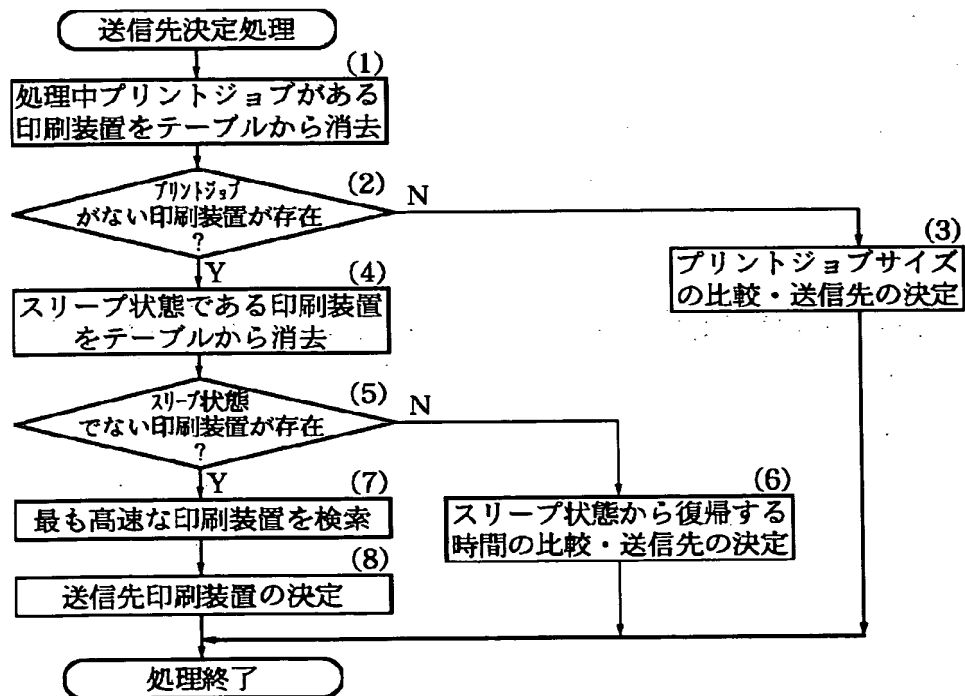 送信先決定処理
(1)
処理中プリントジョブがある
印刷装置をテーブルから消去
プリントジョブ
(2)
N
がない印刷装置が存在
?
Y
(3)
プリントジョブサイズ
の比較・送信先の決定
(4)
スリープ状態である印刷装置
をテーブルから消去
スリープ状態
(5)
N
でない印刷装置が存在
?
Y
(6)
スリープ状態から復帰する
時間の比較・送信先の決定
(7)
最も高速な印刷装置を検索
(8)
送信先印刷装置の決定
処理終了